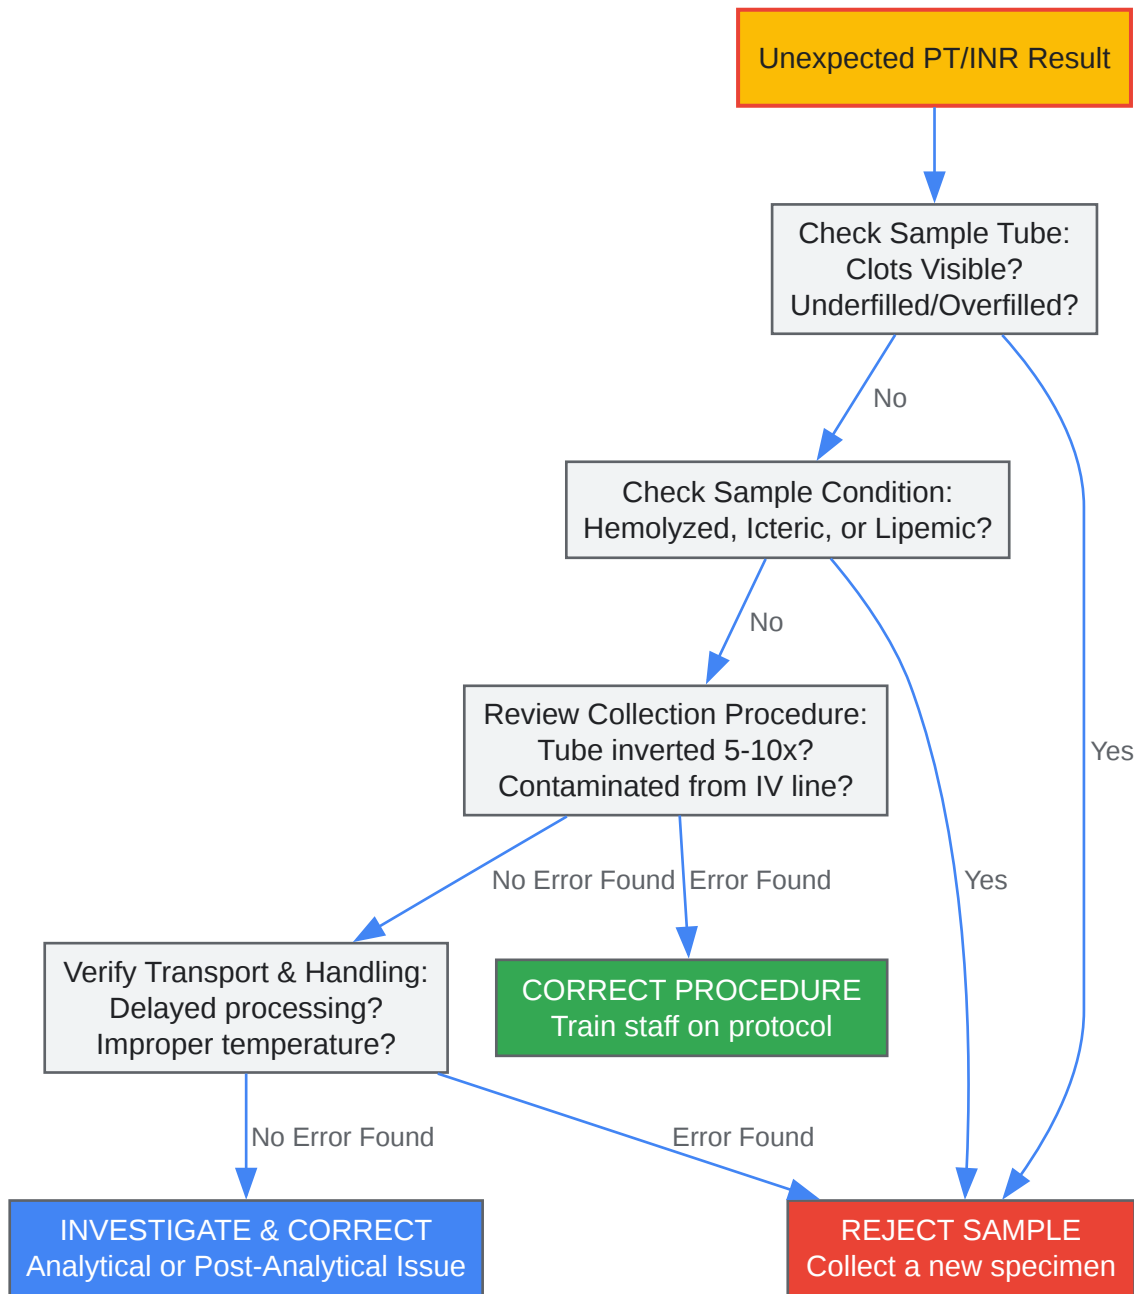 Unexpected PT/INR Result
Check Sample Tube:
Clots Visible?
Underfilled/Overfilled?
No
Check Sample Condition:
Hemolyzed, Icteric, or Lipemic?
No
Review Collection Procedure:
Tube inverted 5-10x?
Contaminated from IV line?
Yes
No Error Found
Error Found
Yes
Verify Transport & Handling:
Delayed processing?
Improper temperature?
CORRECT PROCEDURE
Train staff on protocol
No Error Found
Error Found
INVESTIGATE & CORRECT
Analytical or Post-Analytical Issue
REJECT SAMPLE
Collect a new specimen